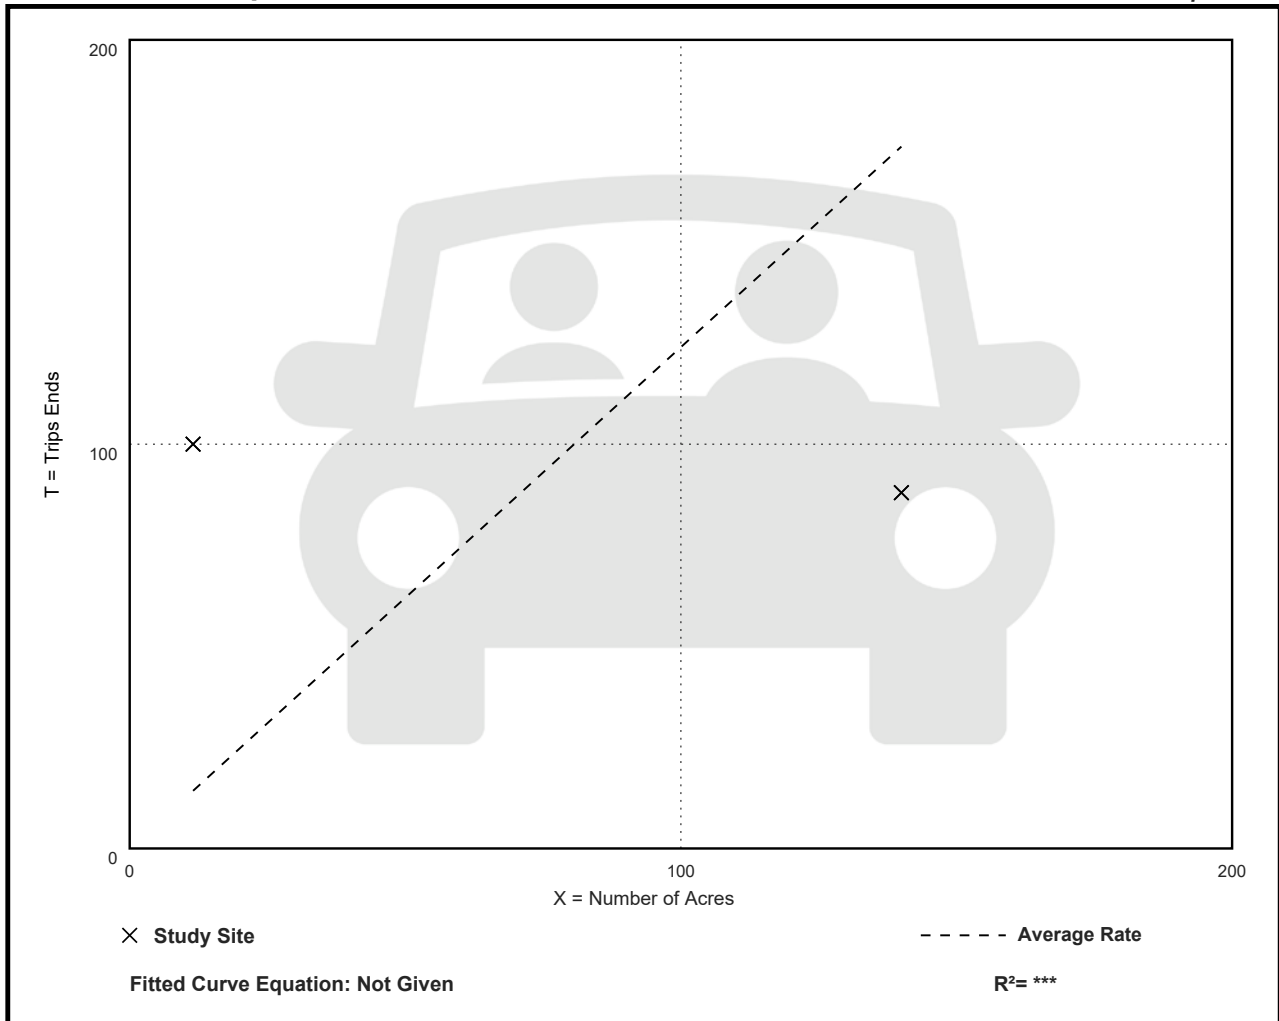 200
T = Trips Ends
100
0
0 100 200
X = Number of Acres
Study Site
Average Rate
Fitted Curve Equation: Not Given
R²= ***